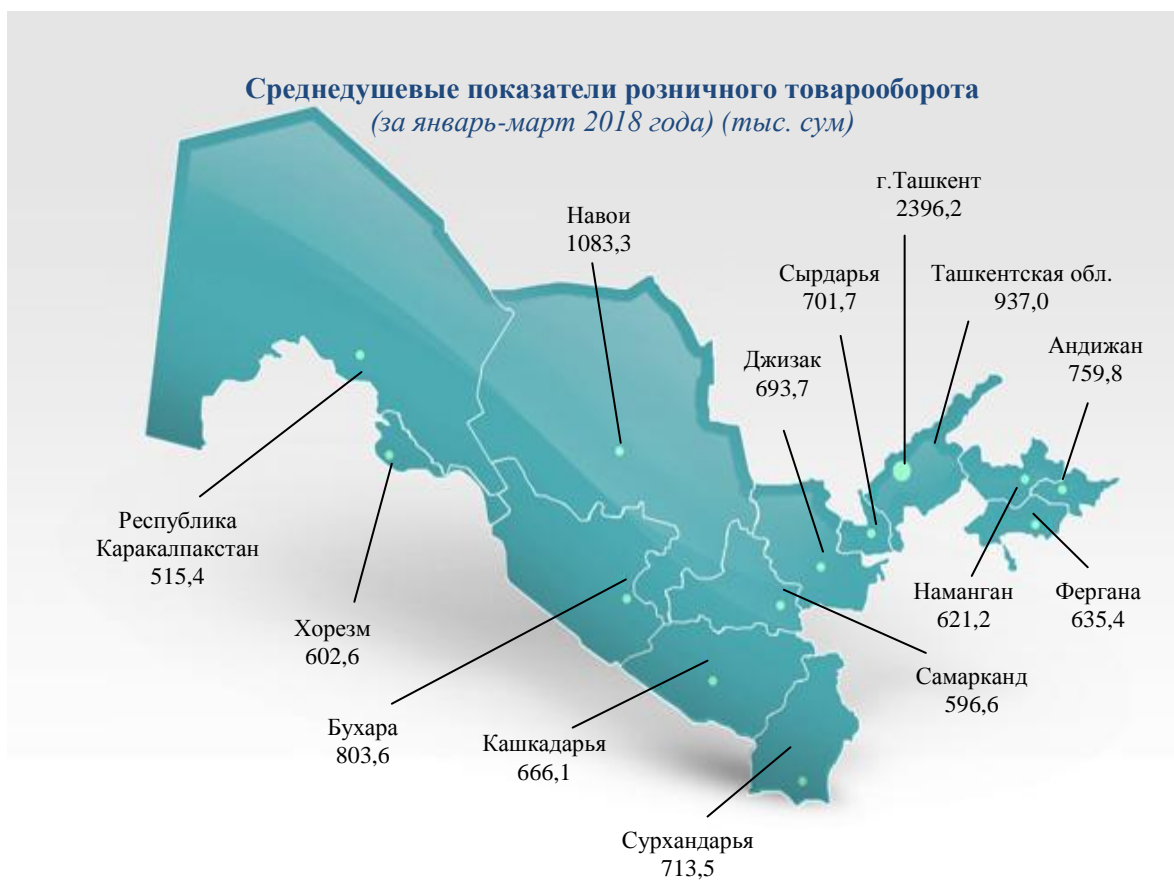 Среднедушевые показатели розничного товарооборота
(за январь-март 2018 года) (тыс. сум)
г.Ташкент
2396,2
Навои
1083,3
Сырдарья
701,7
Ташкентская обл.
937,0
Джизак
693,7
Андижан
759,8
Республика
Каракалпакстан
515,4
Наманган
621,2
Фергана
635,4
Хорезм
602,6
Самарканд
596,6
Бухара
803,6
Кашкадарья
666,1
Сурхандарья
713,5